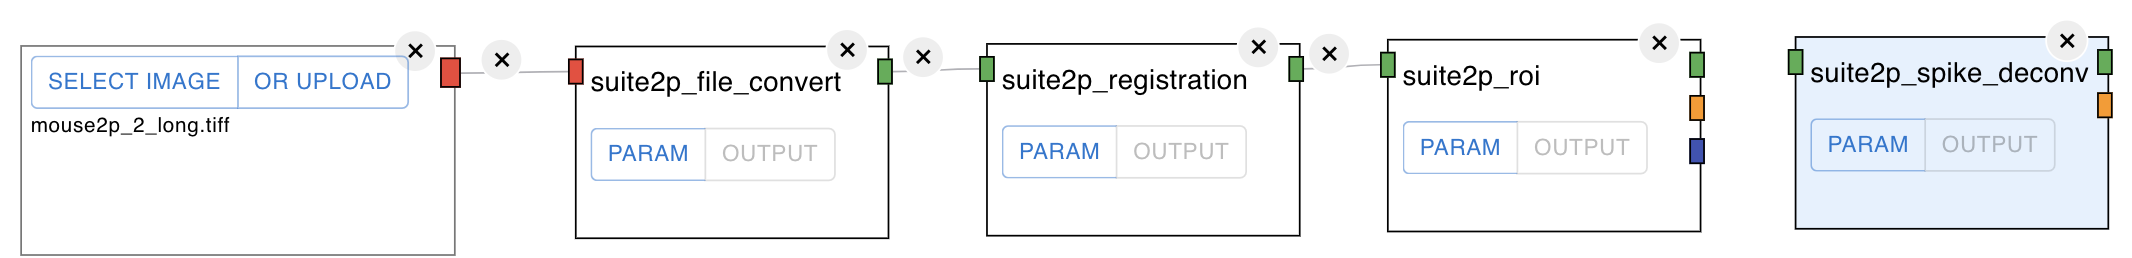 SELECT IMAGE OR UPLOAD
mouse2p_2_long.tiff
suite2p_file_convert
PARAM OUTPUT
suite2p_registration
PARAM OUTPUT
suite2p_roi
PARAM OUTPUT
suite2p_spike_deconv
PARAM OUTPUT